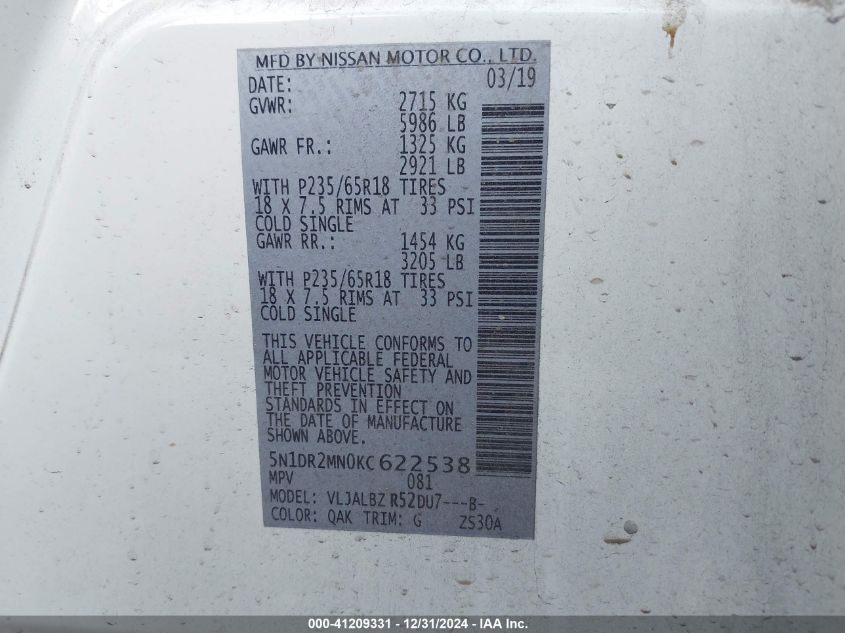 MFD BY NISSAN MOTOR CO., LTD.
DATE: 03/19
GVWR: 2715 KG
5986 LB
GAWR FR.: 1325 KG
2921 LB
WITH P235/65R18 TIRES
18 X 7.5 RIMS AT 33 PSI
COLD SINGLE
GAWR RR.: 1454 KG
3205 LB
WITH P235/65R18 TIRES
18 X 7.5 RIMS AT 33 PSI
COLD SINGLE
THIS VEHICLE CONFORMS TO
ALL APPLICABLE FEDERAL
MOTOR VEHICLE SAFETY AND
THEFT PREVENTION
STANDARDS IN EFFECT ON
THE DATE OF MANUFACTURE
SHOWN ABOVE.
5N1DR2MN0KC622538
MPV 081
MODEL: VLJALBZ R52DU7---B-
COLOR: QAK TRIM: G ZS30A
000-41209331 - 12/31/2024 - IAA Inc.